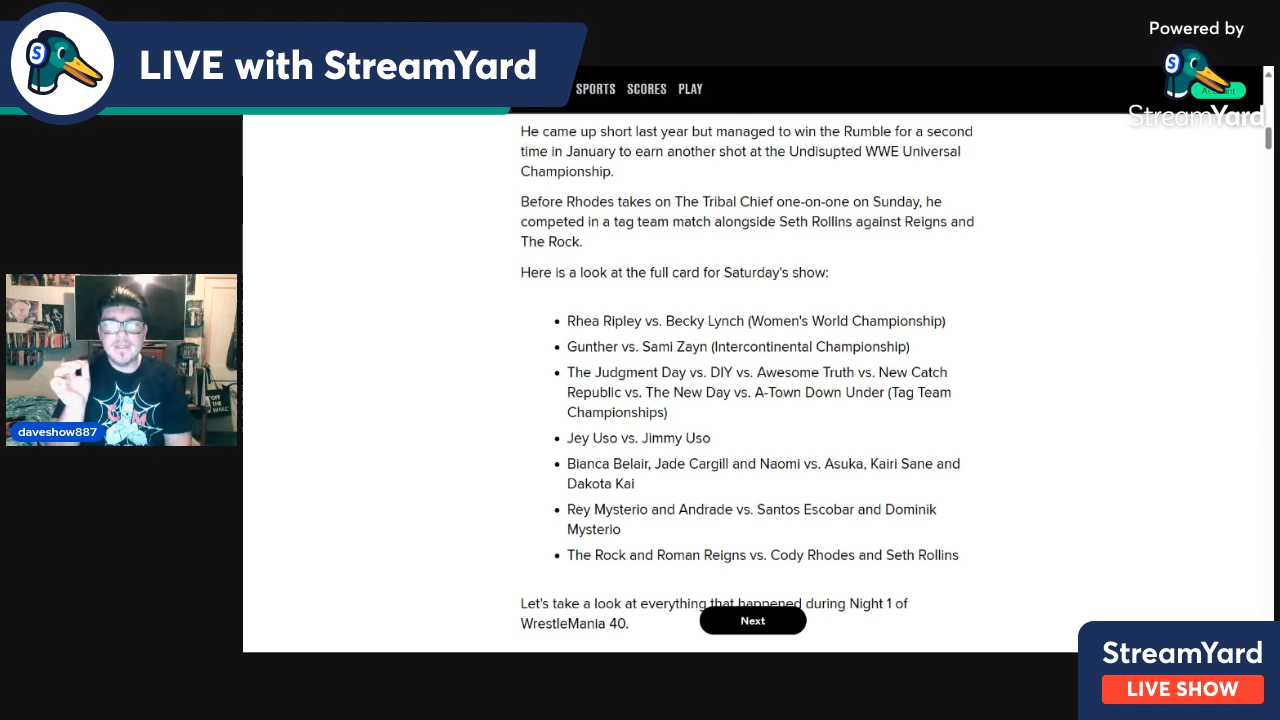 LIVE with StreamYard
Powered by
StreamYard
SPORTS SCORES PLAY
Account
He came up short last year but managed to win the Rumble for a second
time in January to earn another shot at the Undisupted WWE Universal
Championship.
Before Rhodes takes on The Tribal Chief one-on-one on Sunday, he
competed in a tag team match alongside Seth Rollins against Reigns and
The Rock.
Here is a look at the full card for Saturday's show:
• Rhea Ripley vs. Becky Lynch (Women's World Championship)
• Gunther vs. Sami Zayn (Intercontinental Championship)
• The Judgment Day vs. DIY vs. Awesome Truth vs. New Catch
Republic vs. The New Day vs. A-Town Down Under (Tag Team
Championships)
• Jey Uso vs. Jimmy Uso
• Bianca Belair, Jade Cargill and Naomi vs. Asuka, Kairi Sane and
Dakota Kai
• Rey Mysterio and Andrade vs. Santos Escobar and Dominik
Mysterio
• The Rock and Roman Reigns vs. Cody Rhodes and Seth Rollins
Let's take a look at everything that happened during Night 1 of
WrestleMania 40.
Next
daveshow887
"OFF
THE
WALL"
StreamYard
LIVE SHOW